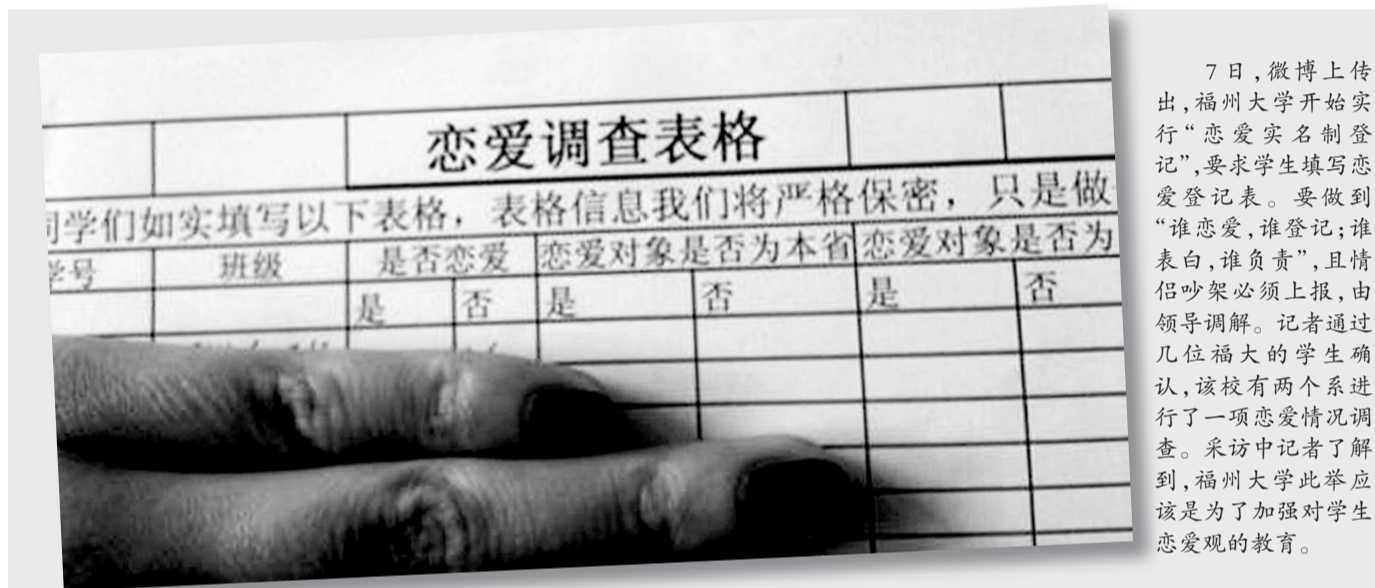 恋爱调查表格
同学们如实填写以下表格，表格信息我们将严格保密，只是做
学号 班级 是否恋爱 恋爱对象是否为本省 恋爱对象是否为
是 否 是 否 是 否
7日，微博上传
出，福州大学开始实
行“恋爱实名制登
记”，要求学生填写恋
爱登记表。要做到
“谁恋爱，谁登记；谁
表白，谁负责”，且情
侣吵架必须上报，由
领导调解。记者通过
几位福大的学生确
认，该校有两个系进
行了一项恋爱情况调
查。采访中记者了解
到，福州大学此举应
该是为了加强对学生
恋爱观的教育。